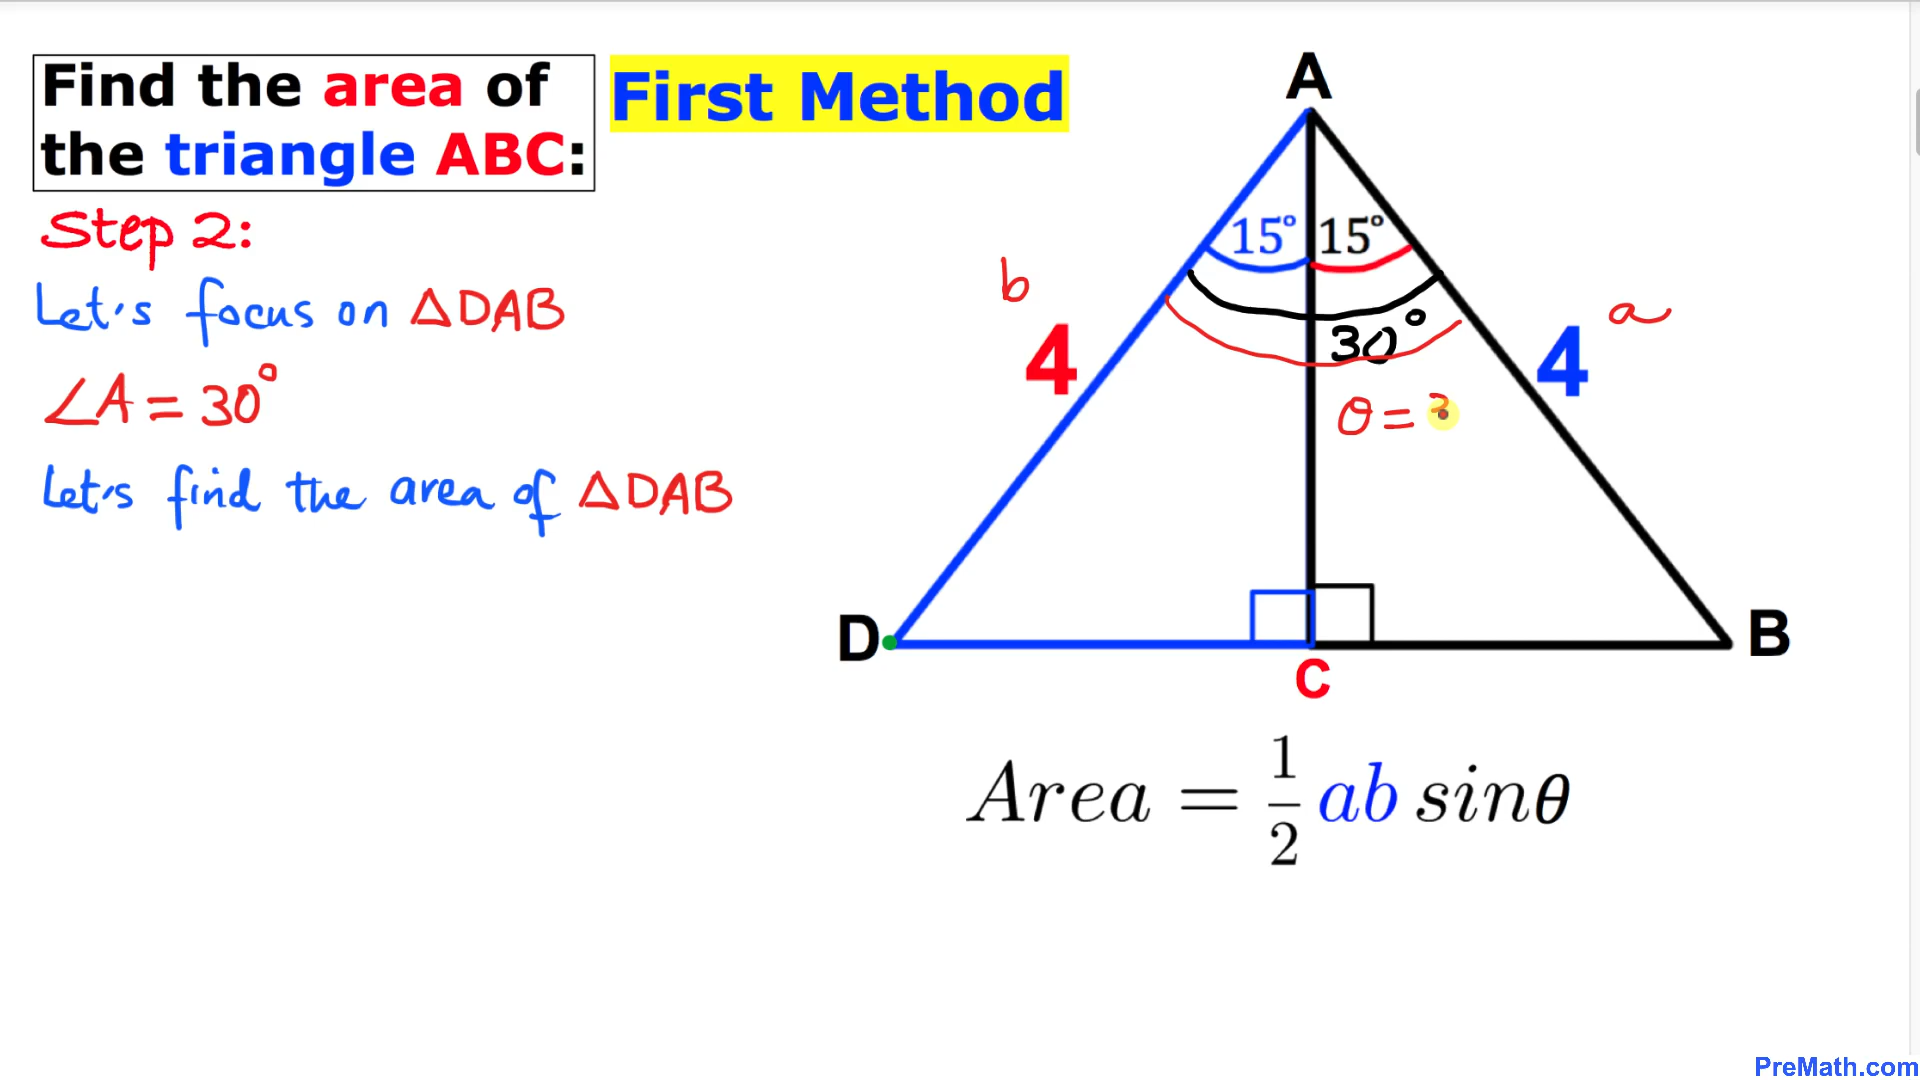 Find the area of
the triangle ABC:
First Method
Step 2:
Let's focus on ΔDAB
∠A = 30°
Let's find the area of ΔDAB
A
15° 15°
30°
b
4
a
4
θ =
D
B
C
Area = 1/2 ab sinθ
PreMath.com